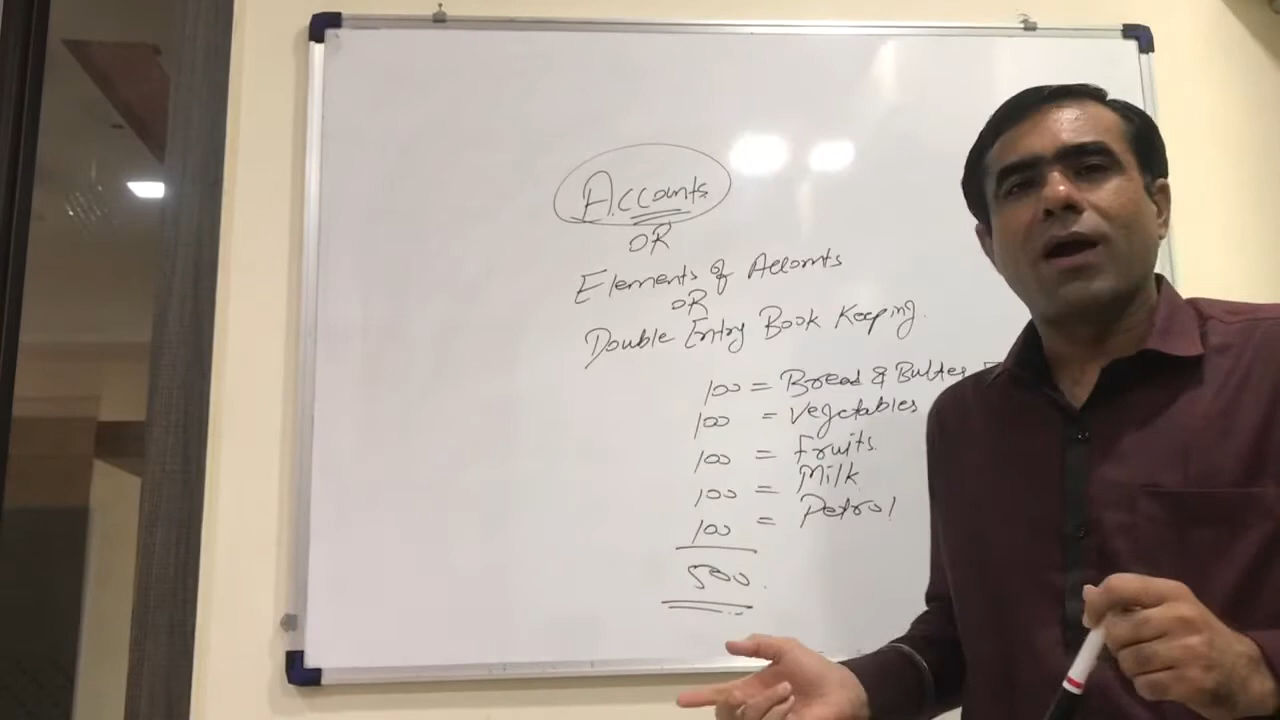 Accounts
OR
Elements of Accounts
OR
Double Entry Book Keeping.
100 = Bread & Butter
100 = Vegetables
100 = Fruits.
100 = Milk
100 = Petrol
500.